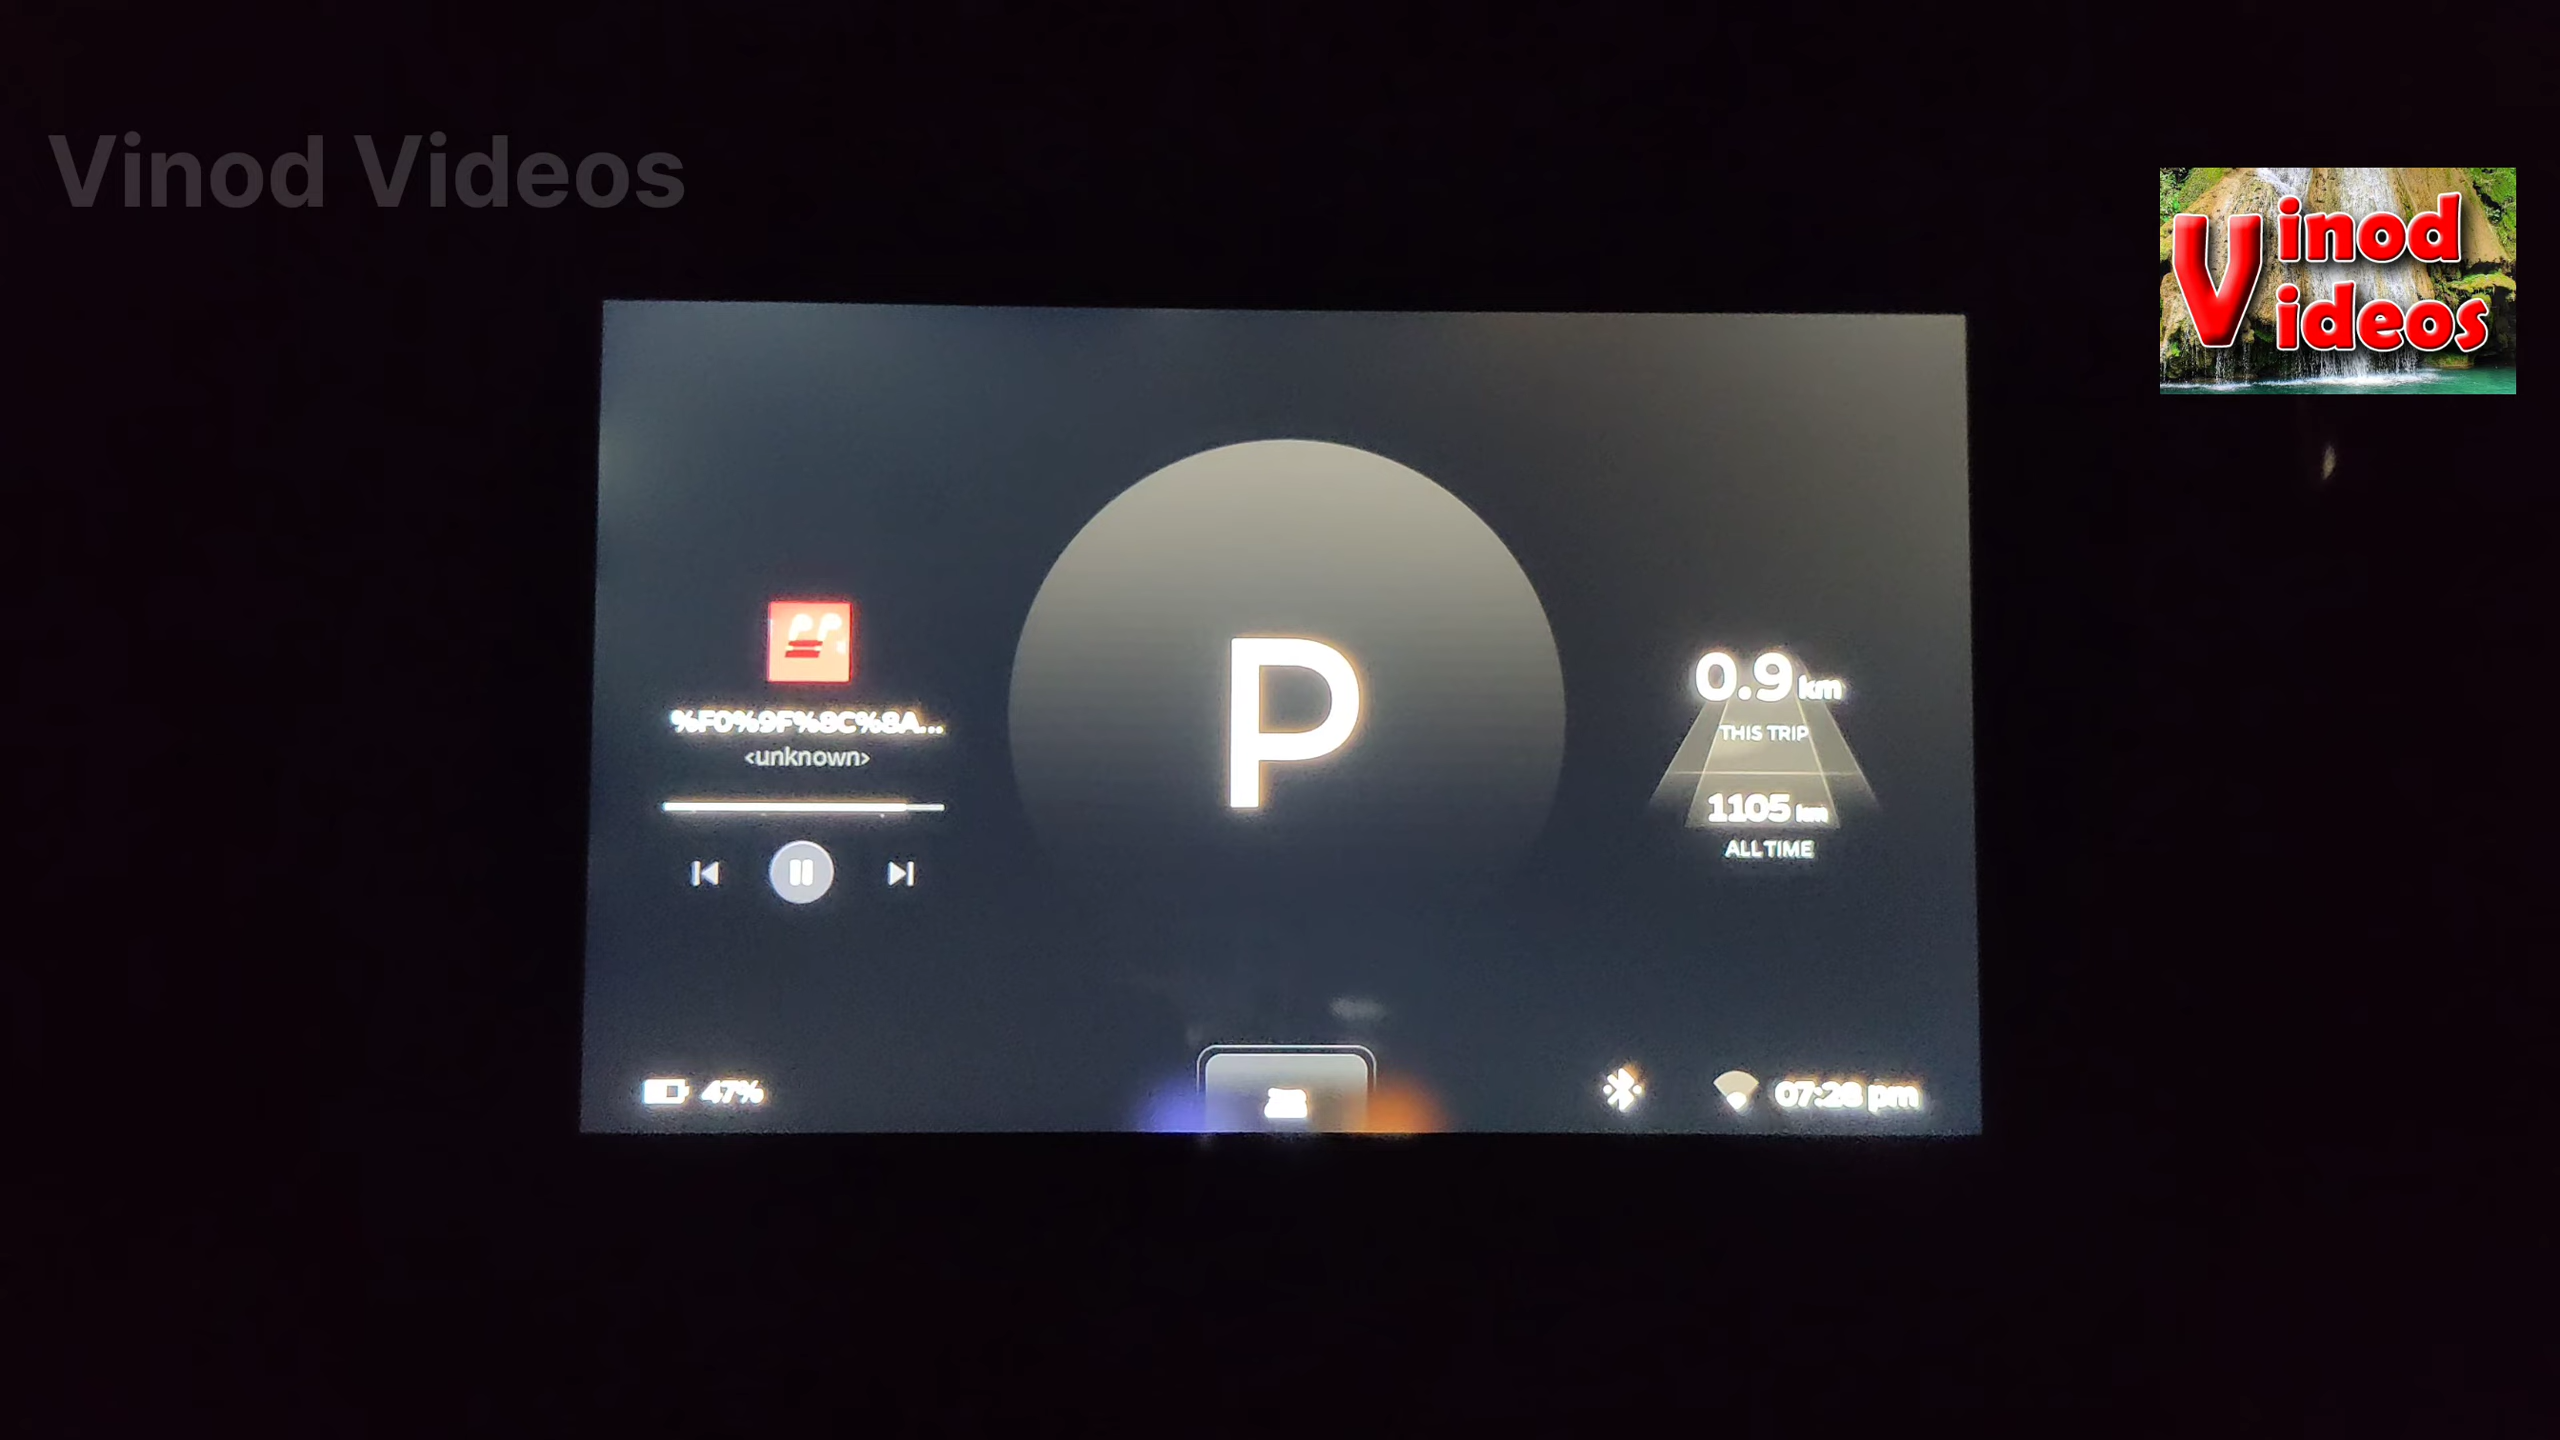 Vinod Videos
Vinod
Videos
P
%F0%9F%8C%8A...
<unknown>
0.9 km
THIS TRIP
1105 km
ALL TIME
47%
07:28 pm